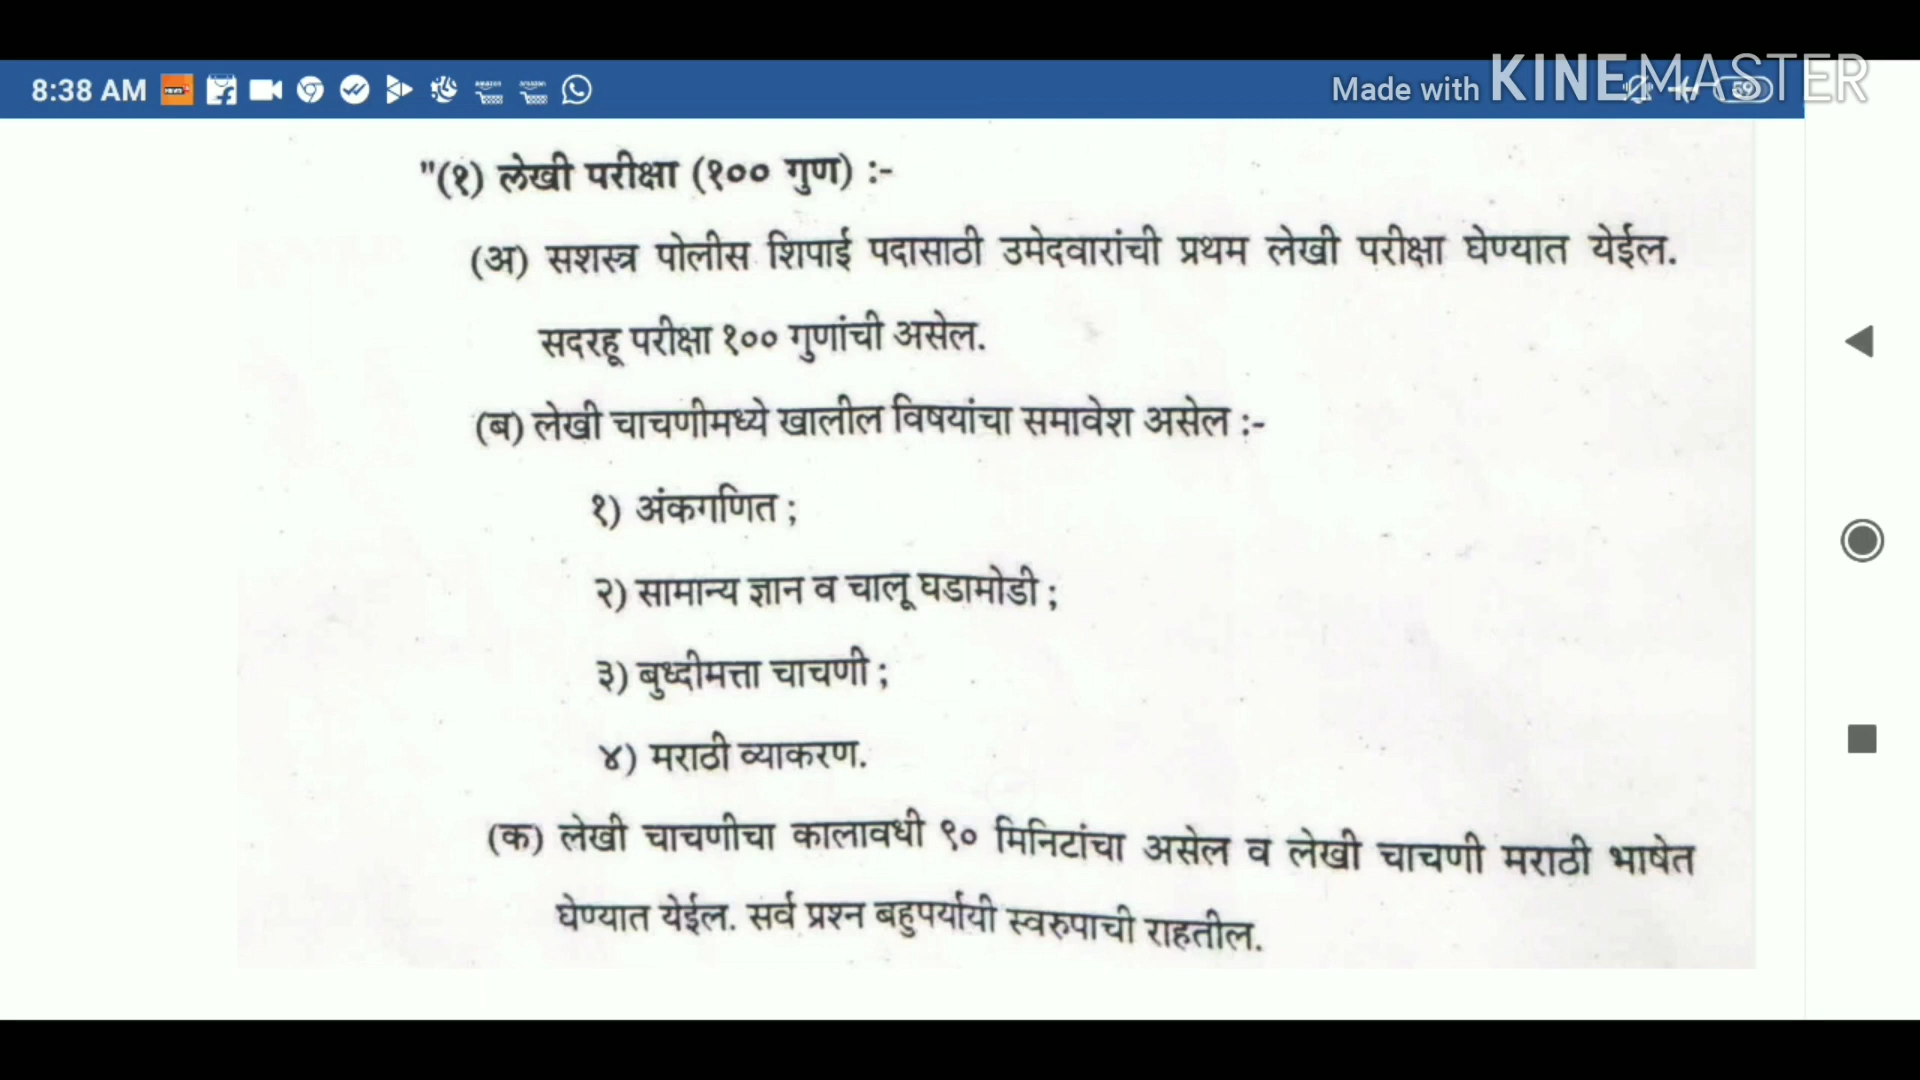 8:38 AM
Made with KINEMASTER
59
"(१) लेखी परीक्षा (१०० गुण) :-
(अ) सशस्त्र पोलीस शिपाई पदासाठी उमेदवारांची प्रथम लेखी परीक्षा घेण्यात येईल.
सदरहू परीक्षा १०० गुणांची असेल.
(ब) लेखी चाचणीमध्ये खालील विषयांचा समावेश असेल :-
१) अंकगणित ;
२) सामान्य ज्ञान व चालू घडामोडी ;
३) बुध्दीमत्ता चाचणी ;
४) मराठी व्याकरण.
(क) लेखी चाचणीचा कालावधी ९० मिनिटांचा असेल व लेखी चाचणी मराठी भाषेत
घेण्यात येईल. सर्व प्रश्न बहुपर्यायी स्वरुपाची राहतील.